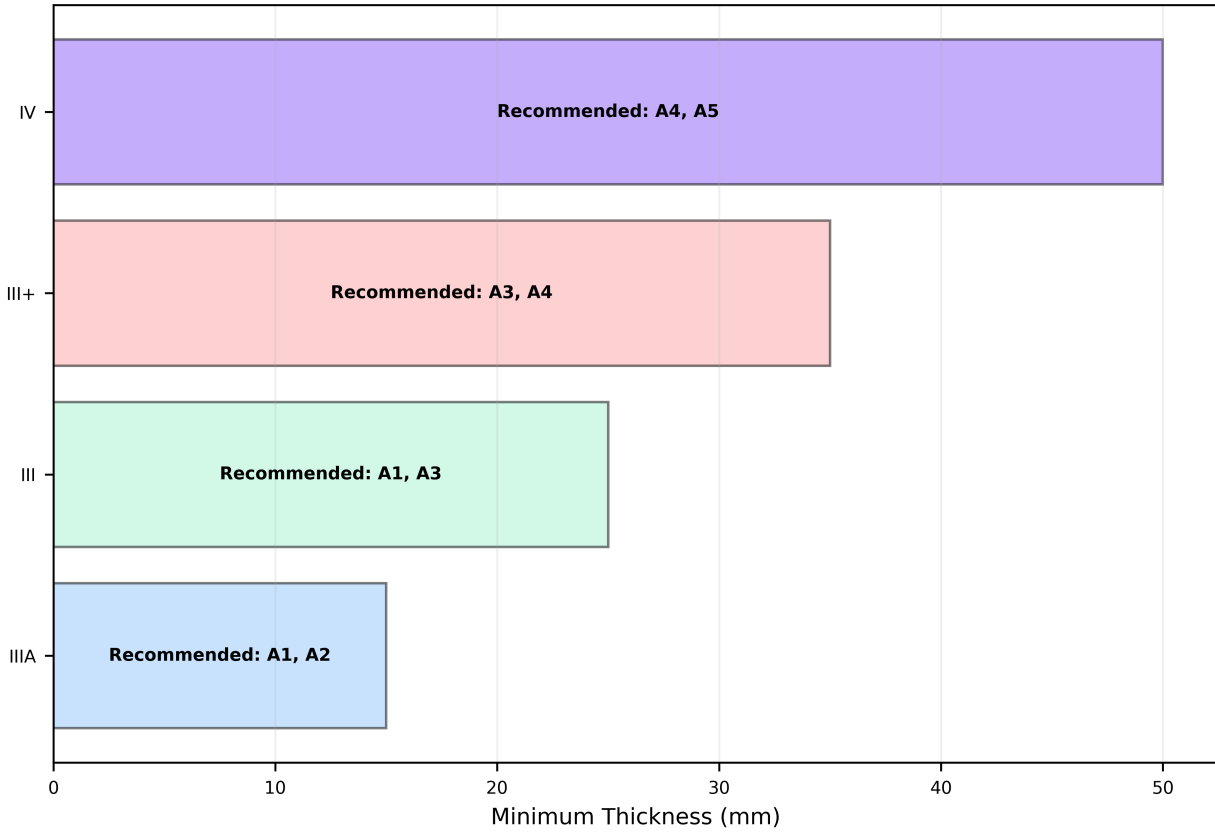 IV
Recommended: A4, A5
III+
Recommended: A3, A4
III
Recommended: A1, A3
IIIA
Recommended: A1, A2
0 10 20 30 40 50
Minimum Thickness (mm)